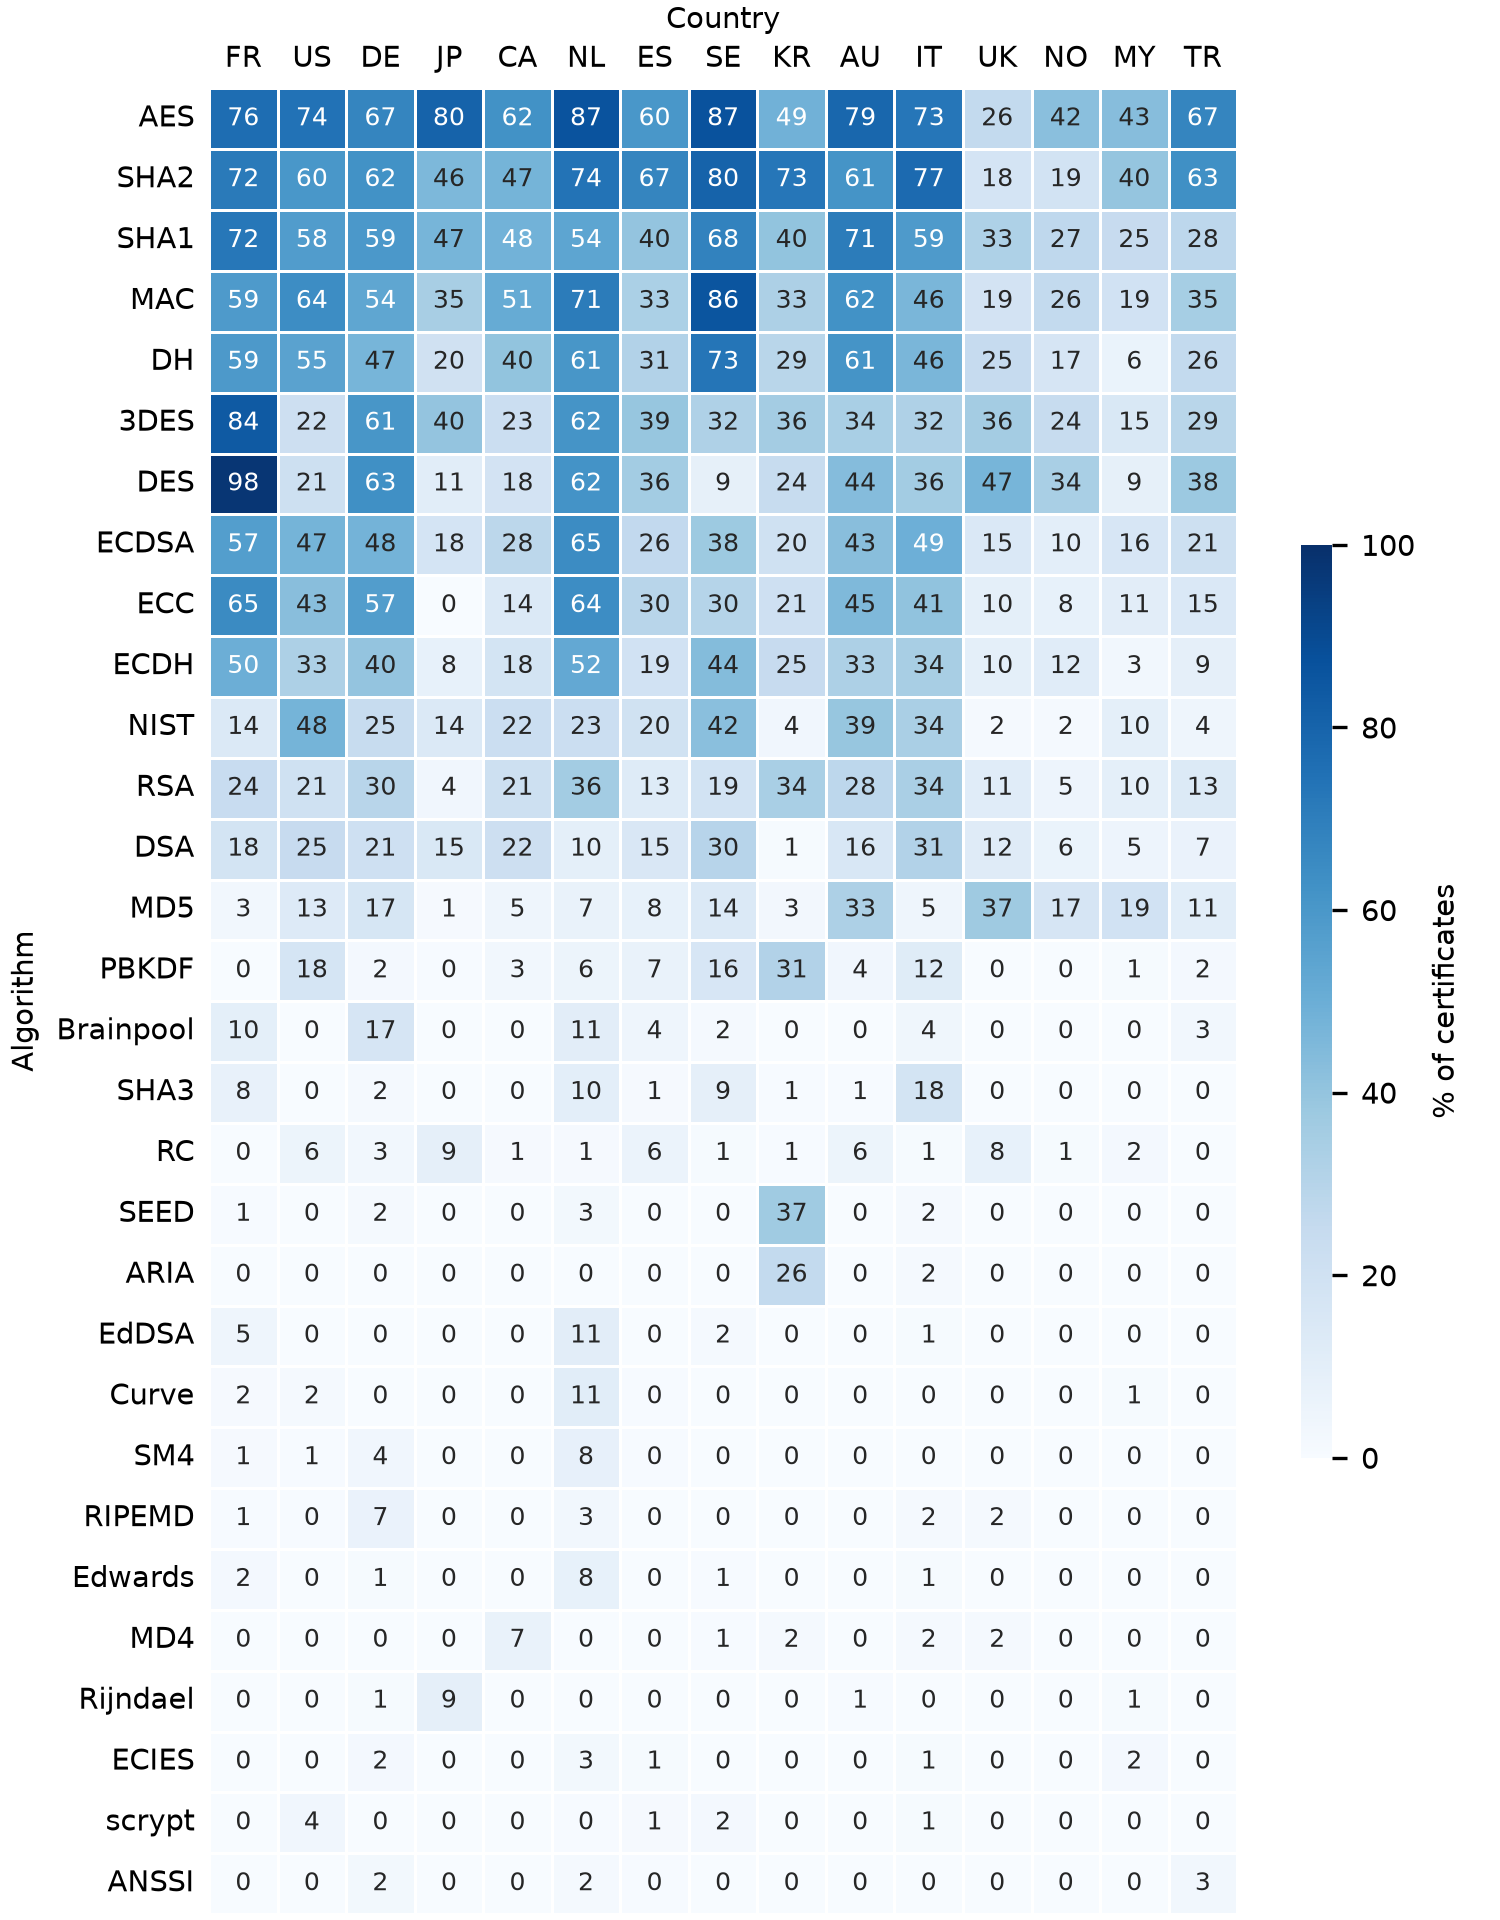 Country
FR US DE JP CA NL ES SE KR AU IT UK NO MY TR
AES 76 74 67 80 62 87 60 87 49 79 73 26 42 43 67
SHA2 72 60 62 46 47 74 67 80 73 61 77 18 19 40 63
SHA1 72 58 59 47 48 54 40 68 40 71 59 33 27 25 28
MAC 59 64 54 35 51 71 33 86 33 62 46 19 26 19 35
DH 59 55 47 20 40 61 31 73 29 61 46 25 17 6 26
3DES 84 22 61 40 23 62 39 32 36 34 32 36 24 15 29
DES 98 21 63 11 18 62 36 9 24 44 36 47 34 9 38
ECDSA 57 47 48 18 28 65 26 38 20 43 49 15 10 16 21
ECC 65 43 57 0 14 64 30 30 21 45 41 10 8 11 15
ECDH 50 33 40 8 18 52 19 44 25 33 34 10 12 3 9
NIST 14 48 25 14 22 23 20 42 4 39 34 2 2 10 4
RSA 24 21 30 4 21 36 13 19 34 28 34 11 5 10 13
DSA 18 25 21 15 22 10 15 30 1 16 31 12 6 5 7
MD5 3 13 17 1 5 7 8 14 3 33 5 37 17 19 11
PBKDF 0 18 2 0 3 6 7 16 31 4 12 0 0 1 2
Brainpool 10 0 17 0 0 11 4 2 0 0 4 0 0 0 3
SHA3 8 0 2 0 0 10 1 9 1 1 18 0 0 0 0
RC 0 6 3 9 1 1 6 1 1 6 1 8 1 2 0
SEED 1 0 2 0 0 3 0 0 37 0 2 0 0 0 0
ARIA 0 0 0 0 0 0 0 0 26 0 2 0 0 0 0
EdDSA 5 0 0 0 0 11 0 2 0 0 1 0 0 0 0
Curve 2 2 0 0 0 11 0 0 0 0 0 0 0 1 0
SM4 1 1 4 0 0 8 0 0 0 0 0 0 0 0 0
RIPEMD 1 0 7 0 0 3 0 0 0 0 2 2 0 0 0
Edwards 2 0 1 0 0 8 0 1 0 0 1 0 0 0 0
MD4 0 0 0 0 7 0 0 1 2 0 2 2 0 0 0
Rijndael 0 0 1 9 0 0 0 0 0 1 0 0 0 1 0
ECIES 0 0 2 0 0 3 1 0 0 0 1 0 0 2 0
scrypt 0 4 0 0 0 0 1 2 0 0 1 0 0 0 0
ANSSI 0 0 2 0 0 2 0 0 0 0 0 0 0 0 3
Algorithm
100
80
60
40
20
0
% of certificates